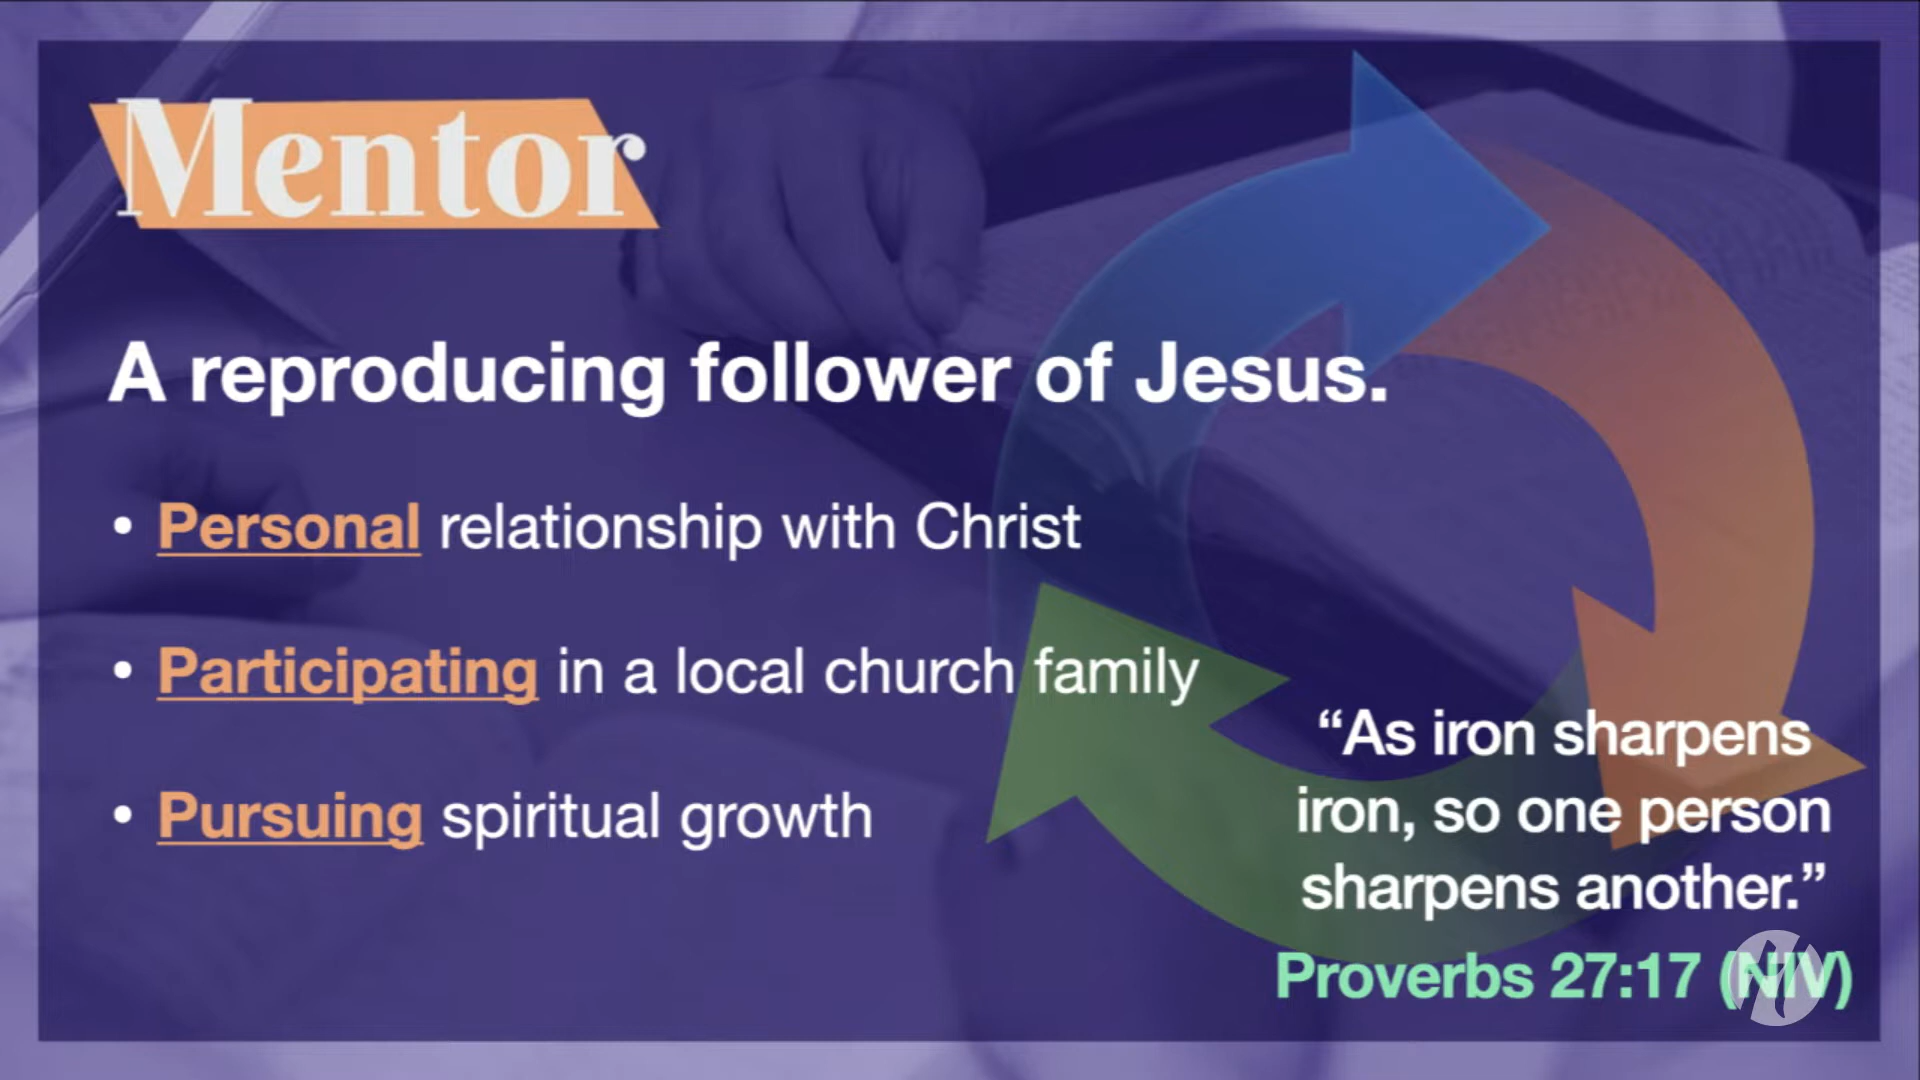 Mentor
A reproducing follower of Jesus.
• Personal relationship with Christ
• Participating in a local church family
• Pursuing spiritual growth
“As iron sharpens
iron, so one person
sharpens another.”
Proverbs 27:17 (NIV)